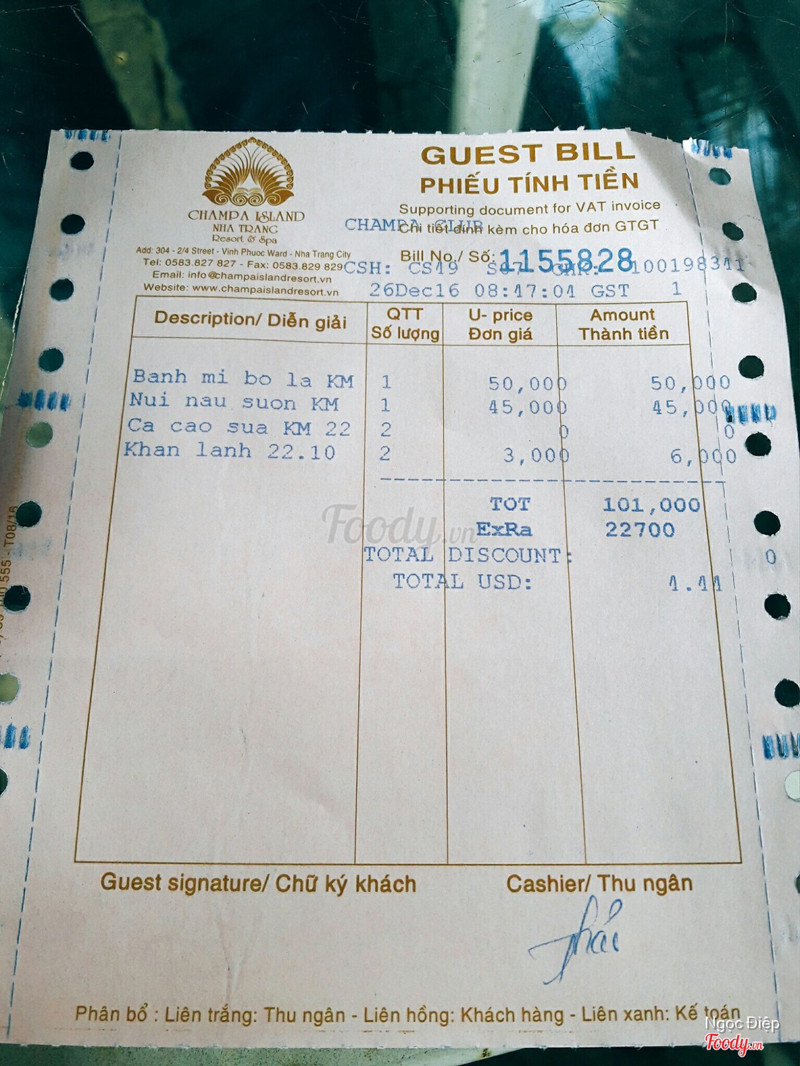 CHAMPA ISLAND
NHA TRANG
Resort & Spa
Add: 304 - 2/4 Street - Vinh Phuoc Ward - Nha Trang City
Tel: 0583.827 827 - Fax: 0583.829 829
Email: info@champaislandresort.vn
Website: www.champaislandresort.vn
GUEST BILL
PHIẾU TÍNH TIỀN
Supporting document for VAT invoice
Chi tiết đính kèm cho hóa đơn GTGT
CHAMPA CLUB
Bill No./ Số: 1155828
CSH: CS19 100198341
26Dec16 08:47:04 GST 1
Description/ Diễn giải QTT Số lượng U- price Đơn giá Amount Thành tiền
Banh mi bo la KM 1 50,000 50,000
Nui nau suon KM 1 45,000 45,000
Ca cao sua KM 22 2 0 0
Khan lanh 22.10 2 3,000 6,000
TOT 101,000
ExRa 22700
TOTAL DISCOUNT: 0
TOTAL USD: 4.44
Guest signature/ Chữ ký khách Cashier/ Thu ngân
Phân bổ : Liên trắng: Thu ngân - Liên hồng: Khách hàng - Liên xanh: Kế toán
555 - T08/16
Foody.vn
Ngọc Điệp
Foody.vn